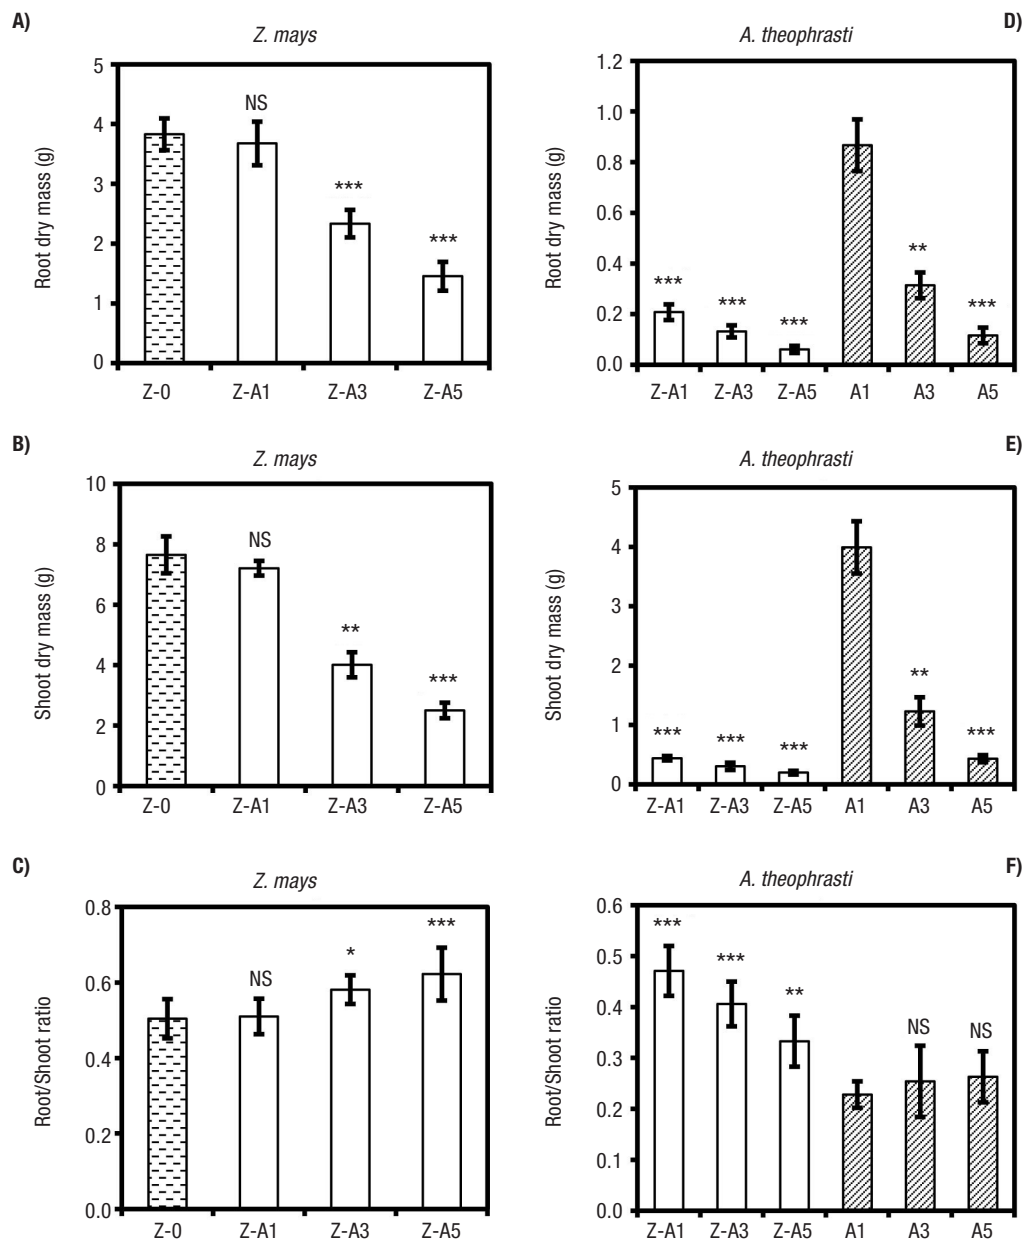 A)
Z. mays
Root dry mass (g)
5
4
3
2
1
0
NS
***
***
Z-0 Z-A1 Z-A3 Z-A5
D)
A. theophrasti
Root dry mass (g)
1.2
1.0
0.8
0.6
0.4
0.2
0.0
***
***
***
**
***
Z-A1 Z-A3 Z-A5 A1 A3 A5
B)
Z. mays
Shoot dry mass (g)
10
8
6
4
2
0
NS
**
***
Z-0 Z-A1 Z-A3 Z-A5
E)
A. theophrasti
Shoot dry mass (g)
5
4
3
2
1
0
***
***
***
**
***
Z-A1 Z-A3 Z-A5 A1 A3 A5
C)
Z. mays
Root/Shoot ratio
0.8
0.6
0.4
0.2
0.0
NS
*
***
Z-0 Z-A1 Z-A3 Z-A5
F)
A. theophrasti
Root/Shoot ratio
0.6
0.5
0.4
0.3
0.2
0.1
0.0
***
***
**
NS
NS
Z-A1 Z-A3 Z-A5 A1 A3 A5